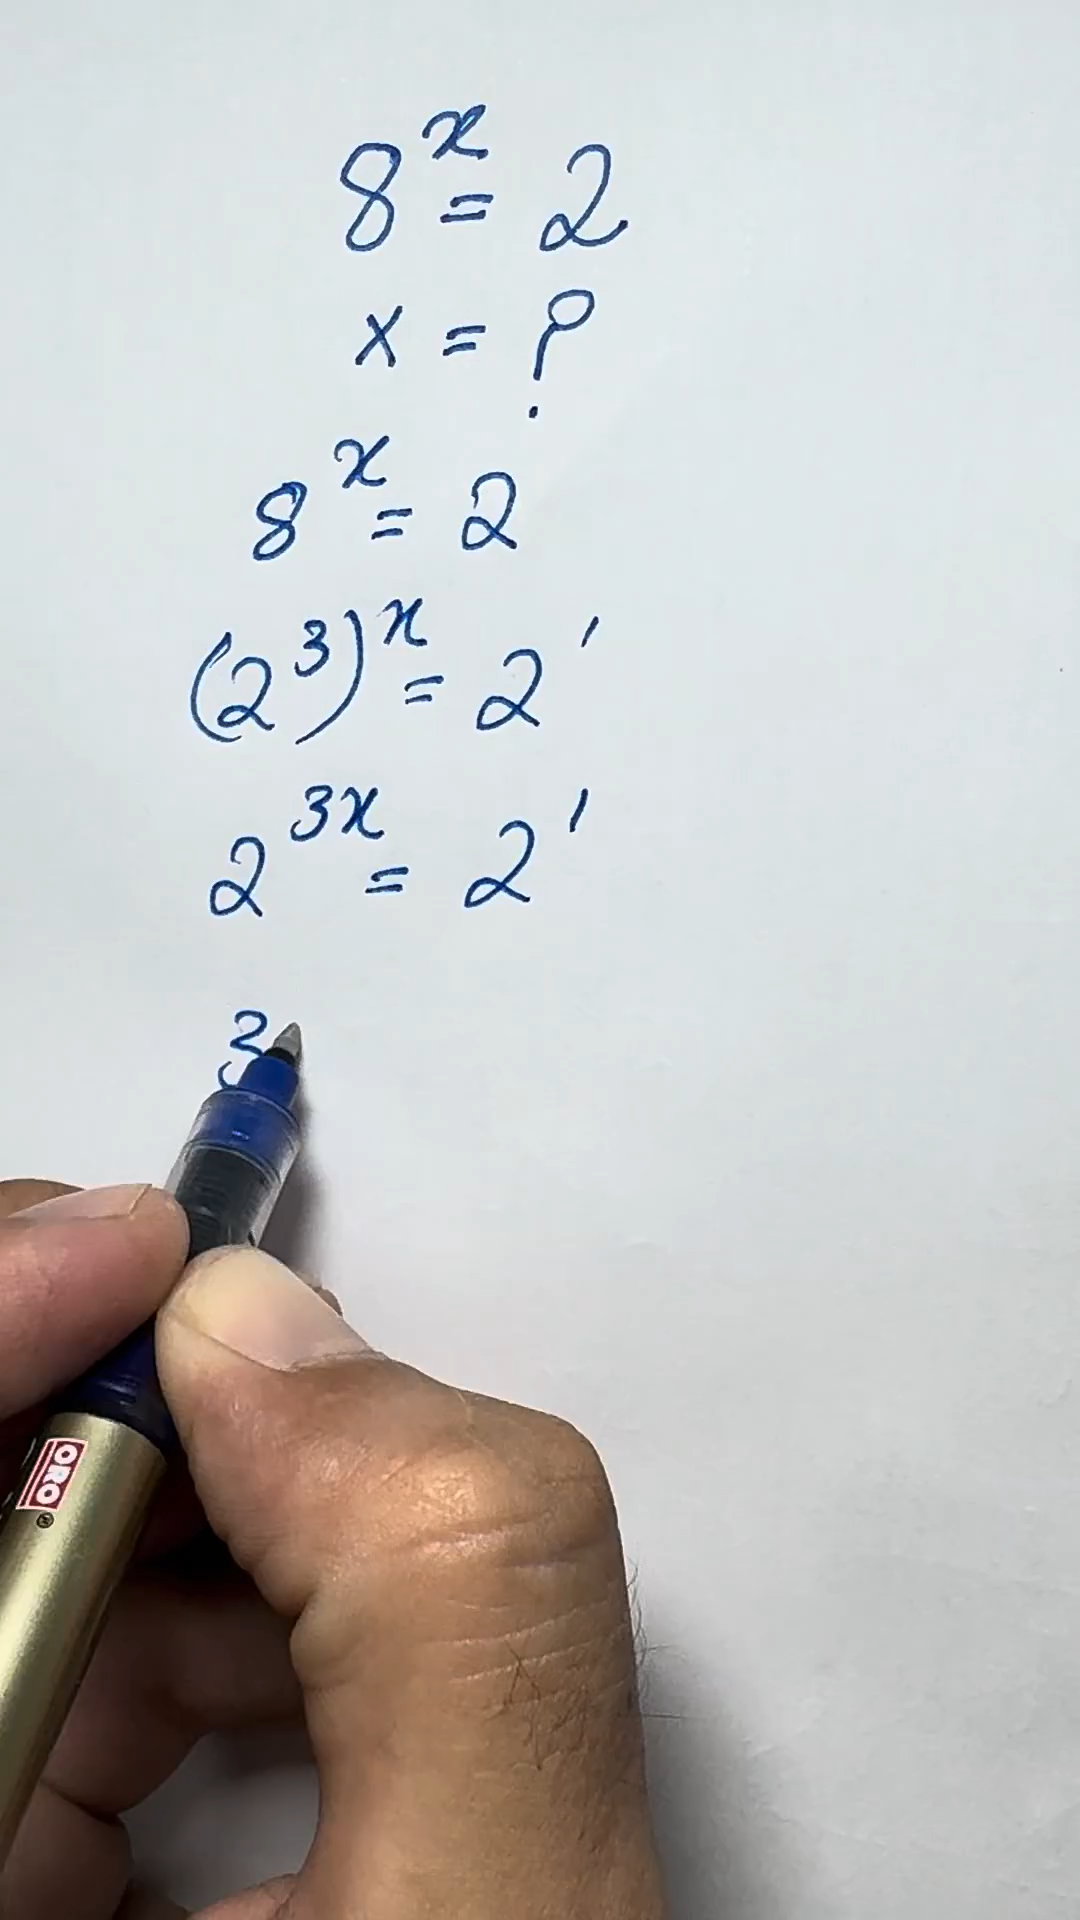 8^x = 2
x = ?
8^x = 2
(2^3)^x = 2^1
2^3x = 2^1
3
ORO®